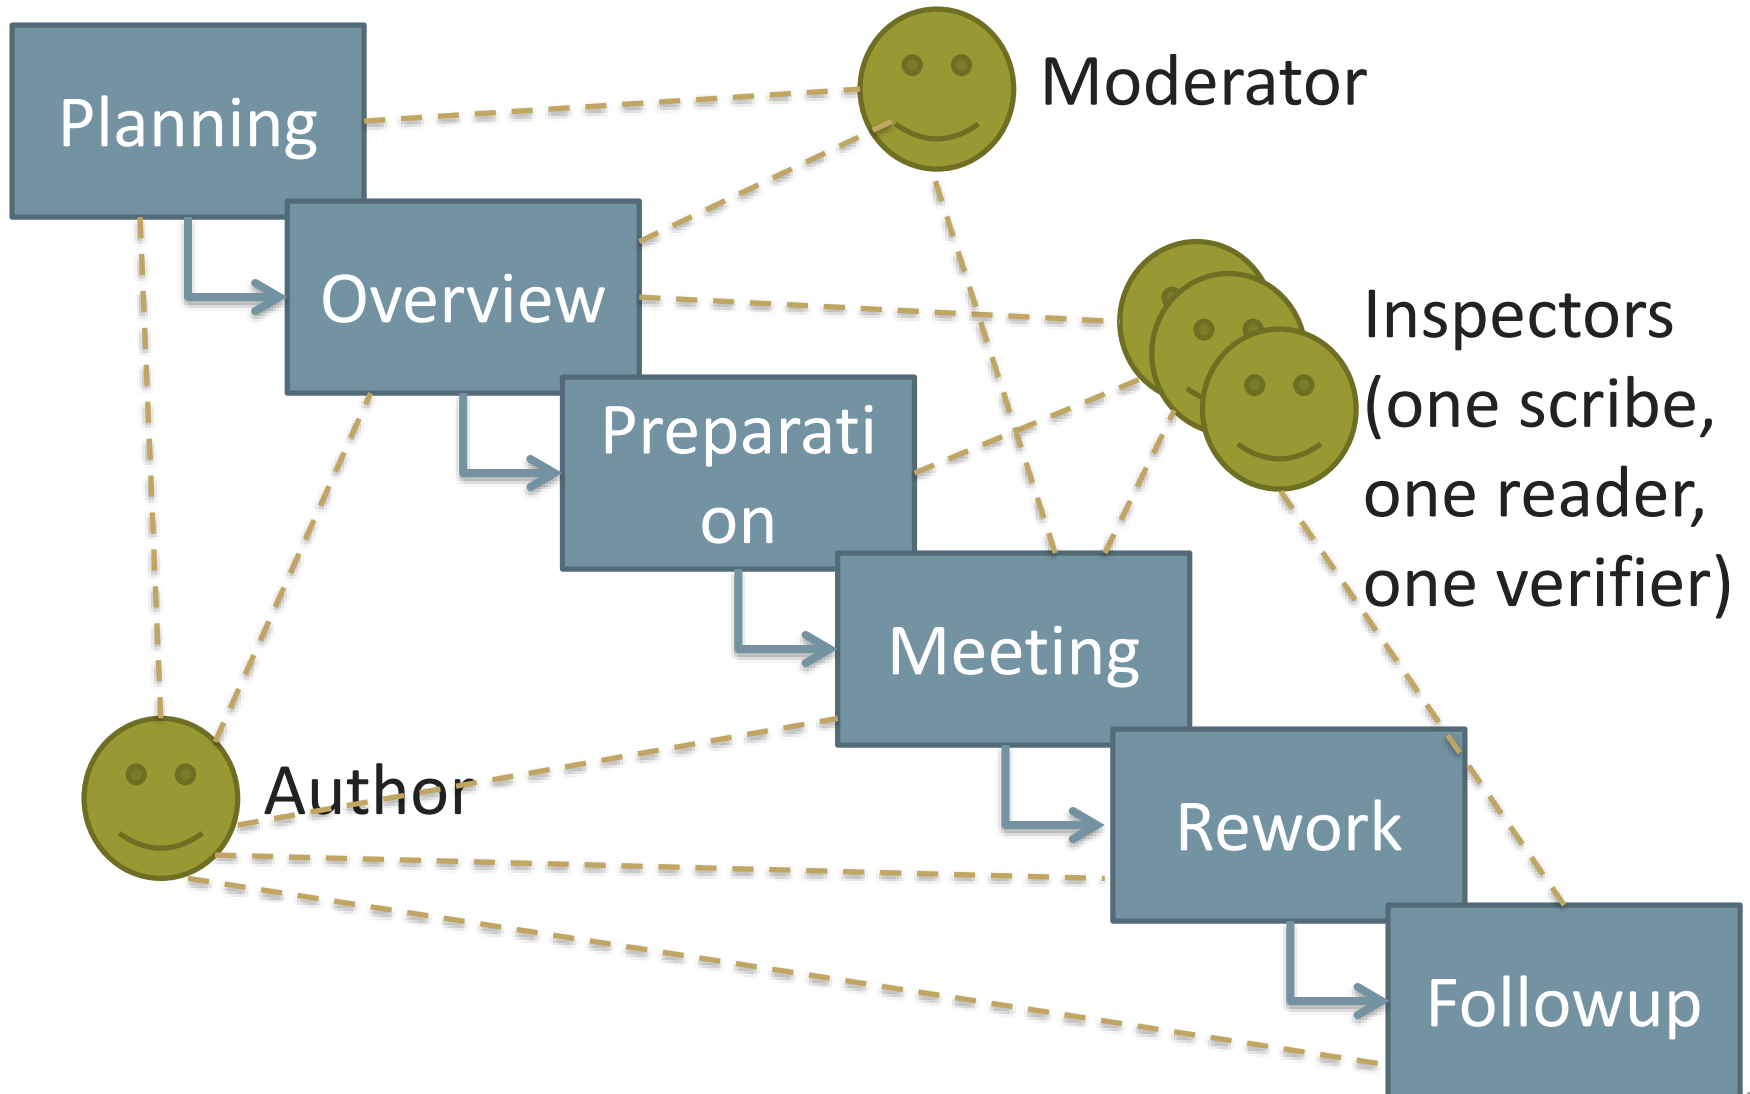 Planning
Moderator
Overview
Inspectors
(one scribe,
one reader,
one verifier)
Preparati
on
Meeting
Author
Rework
Followup